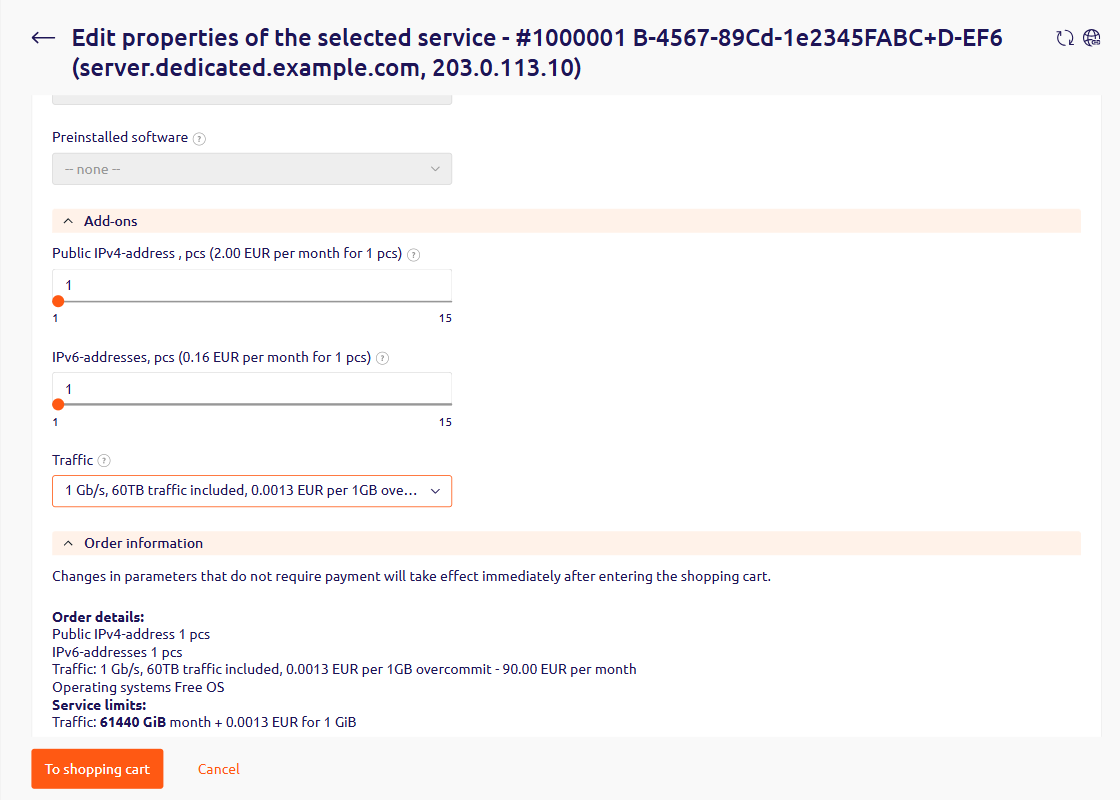 Edit properties of the selected service - #1000001 B-4567-89Cd-1e2345FABC+D-EF6
(server.dedicated.example.com, 203.0.113.10)
Preinstalled software ?
-- none --
Add-ons
Public IPv4-address , pcs (2.00 EUR per month for 1 pcs) ?
1
1 15
IPv6-addresses, pcs (0.16 EUR per month for 1 pcs) ?
1
1 15
Traffic ?
1 Gb/s, 60TB traffic included, 0.0013 EUR per 1GB ove...
Order information
Changes in parameters that do not require payment will take effect immediately after entering the shopping cart.
Order details:
Public IPv4-address 1 pcs
IPv6-addresses 1 pcs
Traffic: 1 Gb/s, 60TB traffic included, 0.0013 EUR per 1GB overcommit - 90.00 EUR per month
Operating systems Free OS
Service limits:
Traffic: 61440 GiB month + 0.0013 EUR for 1 GiB
To shopping cart Cancel